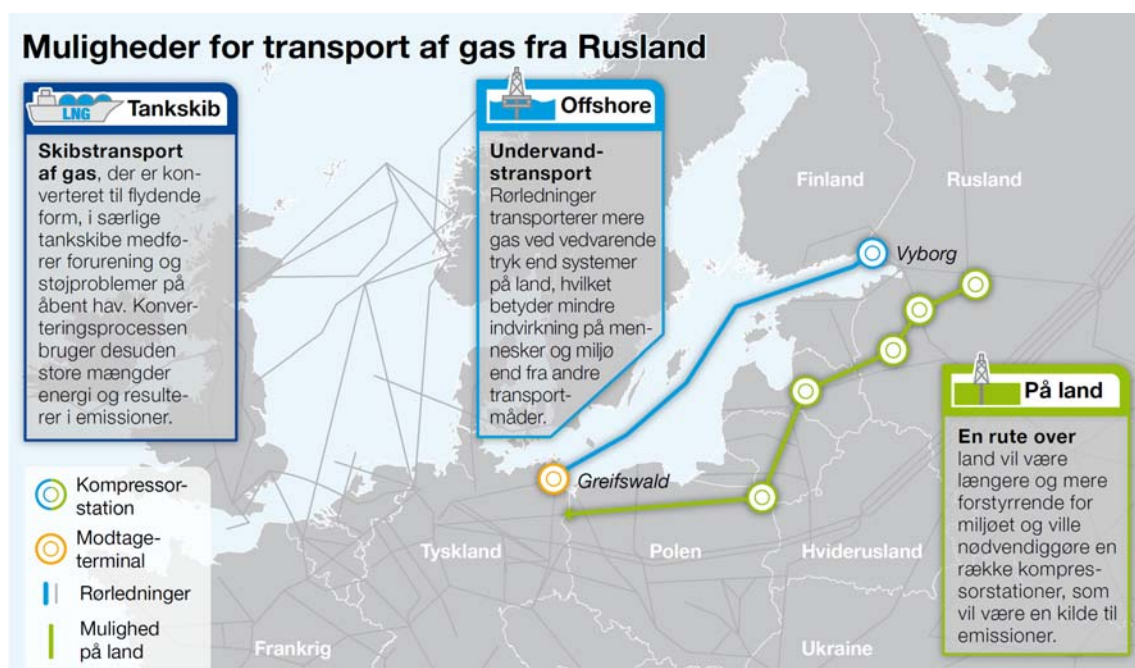 Muligheder for transport af gas fra Rusland
LNG
Tankskib
Skibstransport
af gas, der er kon-
verteret til flydende
form, i særlige
tankskibe medfø-
rer forurening og
støjproblemer på
åbent hav. Konver-
teringsprocessen
bruger desuden
store mængder
energi og resulte-
rer i emissioner.
Offshore
Undervand-
stransport
Rørledninger
transporterer mere
gas ved vedvarende
tryk end systemer
på land, hvilket
betyder mindre
indvirkning på men-
nesker og miljø
end fra andre
transport-
måder.
Finland
Rusland
Vyborg
På land
En rute over
land vil være
længere og mere
forstyrrende for
miljøet og ville
nødvendiggøre en
række kompres-
sorstationer, som
vil være en kilde til
emissioner.
Greifswald
Tyskland
Polen
Hviderusland
Frankrig
Ukraine
Kompressor-
station
Modtage-
terminal
Rørledninger
Mulighed
på land